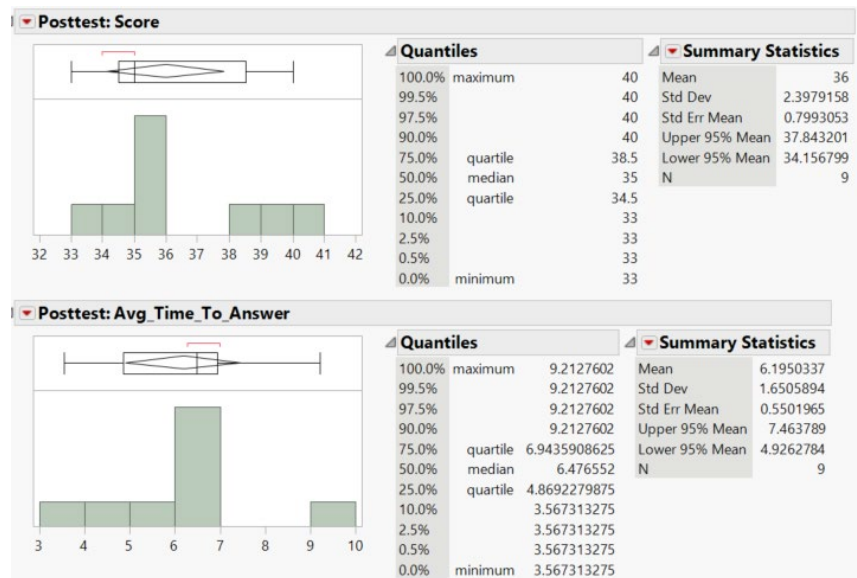 Posttest: Score
Quantiles
100.0% maximum 40
99.5% 40
97.5% 40
90.0% 40
75.0% quartile 38.5
50.0% median 35
25.0% quartile 34.5
10.0% 33
2.5% 33
0.5% 33
0.0% minimum 33
Summary Statistics
Mean 36
Std Dev 2.3979158
Std Err Mean 0.7993053
Upper 95% Mean 37.843201
Lower 95% Mean 34.156799
N 9
32 33 34 35 36 37 38 39 40 41 42
Posttest: Avg_Time_To_Answer
Quantiles
100.0% maximum 9.2127602
99.5% 9.2127602
97.5% 9.2127602
90.0% 9.2127602
75.0% quartile 6.9435908625
50.0% median 6.476552
25.0% quartile 4.8692279875
10.0% 3.567313275
2.5% 3.567313275
0.5% 3.567313275
0.0% minimum 3.567313275
Summary Statistics
Mean 6.1950337
Std Dev 1.6505894
Std Err Mean 0.5501965
Upper 95% Mean 7.463789
Lower 95% Mean 4.9262784
N 9
3 4 5 6 7 8 9 10